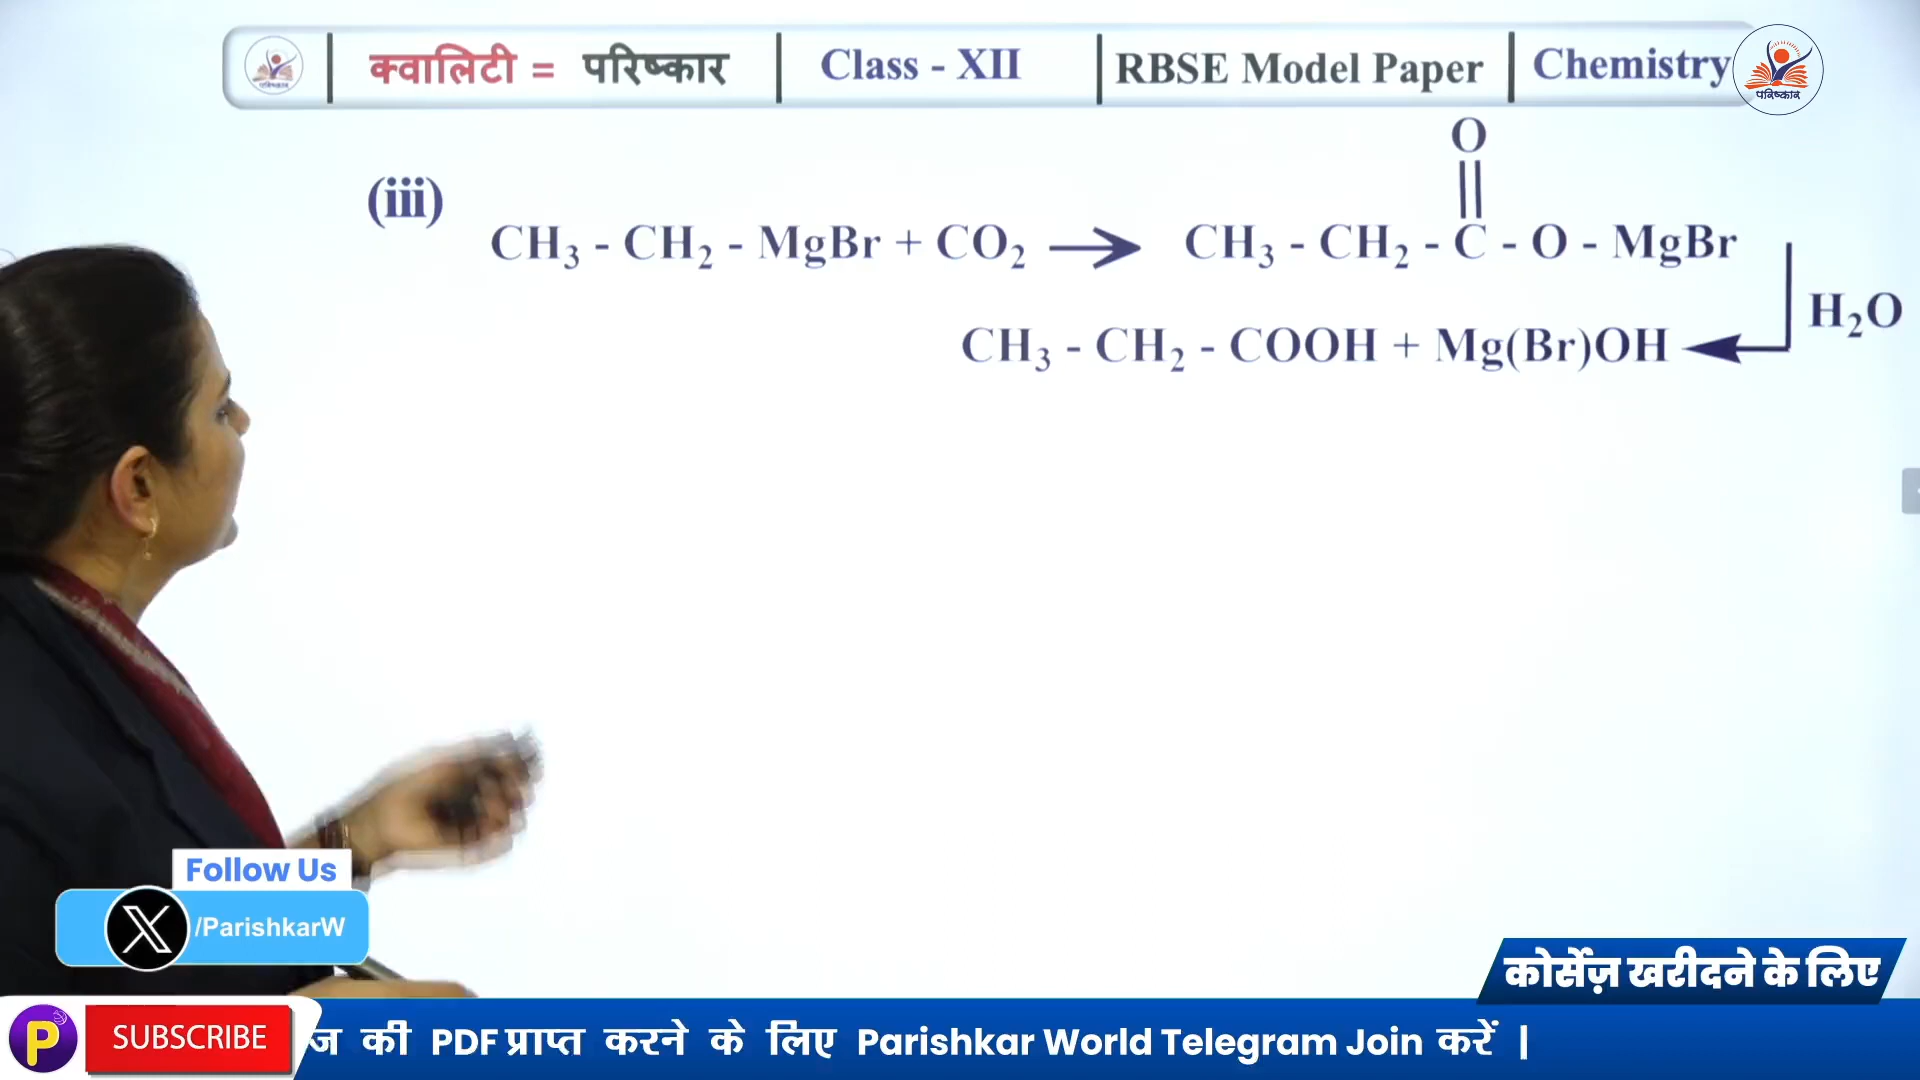 क्वालिटी = परिष्कार Class - XII RBSE Model Paper Chemistry
परिष्कार
O
(iii)
CH₃ - CH₂ - MgBr + CO₂ → CH₃ - CH₂ - C - O - MgBr
H₂O
CH₃ - CH₂ - COOH + Mg(Br)OH
Follow Us
X /ParishkarW
कोर्सेज़ खरीदने के लिए
P SUBSCRIBE ज की PDF प्राप्त करने के लिए Parishkar World Telegram Join करें |